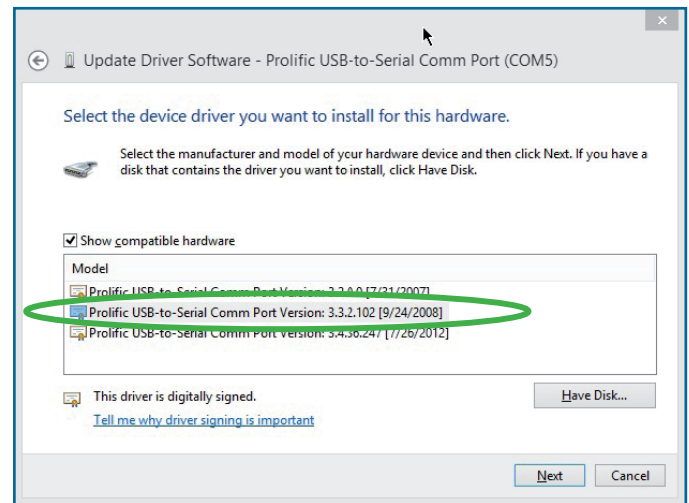 Update Driver Software - Prolific USB-to-Serial Comm Port (COM5)
Select the device driver you want to install for this hardware.
Select the manufacturer and model of your hardware device and then click Next. If you have a
disk that contains the driver you want to install, click Have Disk.
Show compatible hardware
Model
Prolific USB-to-Serial Comm Port Version: [7/31/2007]
Prolific USB-to-Serial Comm Port Version: 3.3.2.102 [9/24/2008]
Prolific USB-to-Serial Comm Port Version: 3.4.36.247 [7/26/2012]
This driver is digitally signed.
Have Disk...
Tell me why driver signing is important
Next Cancel